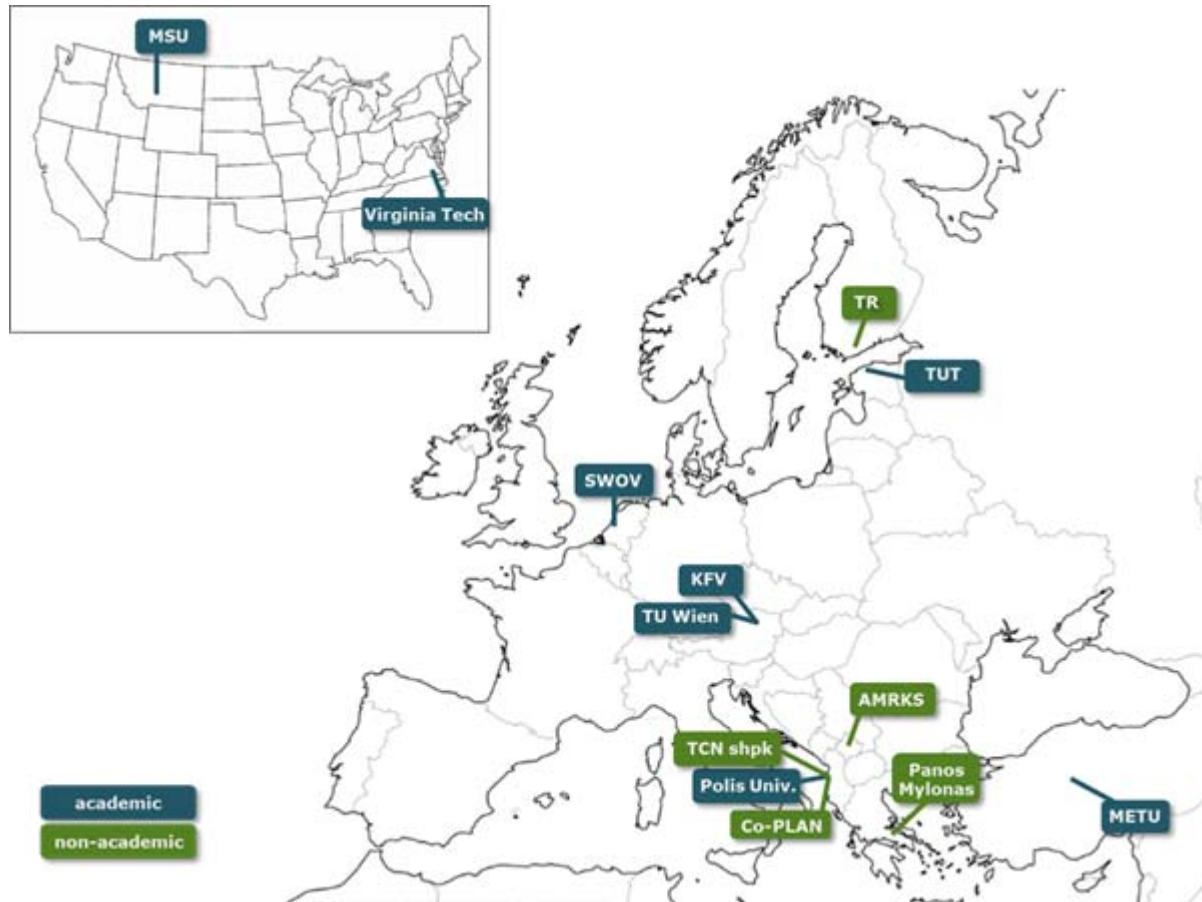 MSU
Virginia Tech
TR
TUT
SWOV
KFV
TU Wien
AMRKS
TCN shpk
Polis Univ.
Panos
Mylonas
Co-PLAN
METU
academic
non-academic